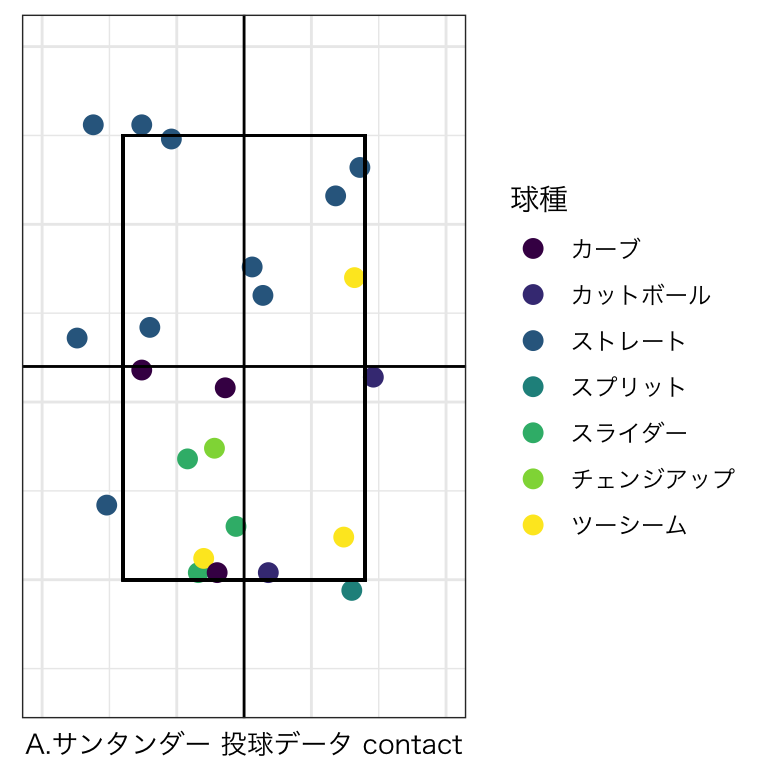 球種
カーブ
カットボール
ストレート
スプリット
スライダー
チェンジアップ
ツーシーム
A.サンタンダー 投球データ contact